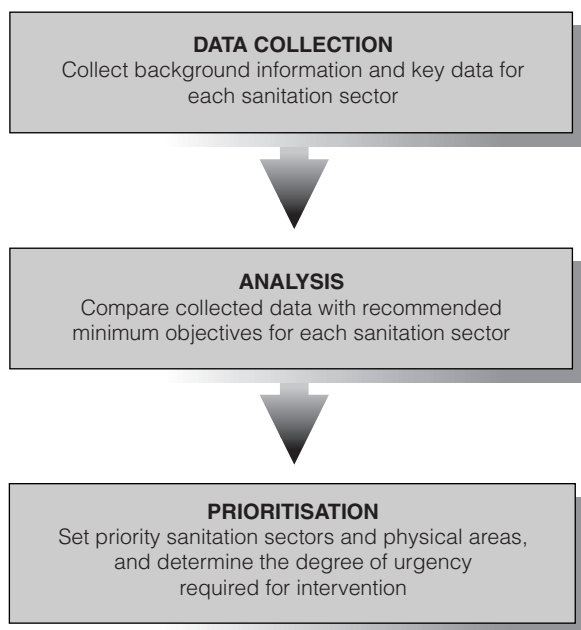 DATA COLLECTION
Collect background information and key data for
each sanitation sector
ANALYSIS
Compare collected data with recommended
minimum objectives for each sanitation sector
PRIORITISATION
Set priority sanitation sectors and physical areas,
and determine the degree of urgency
required for intervention